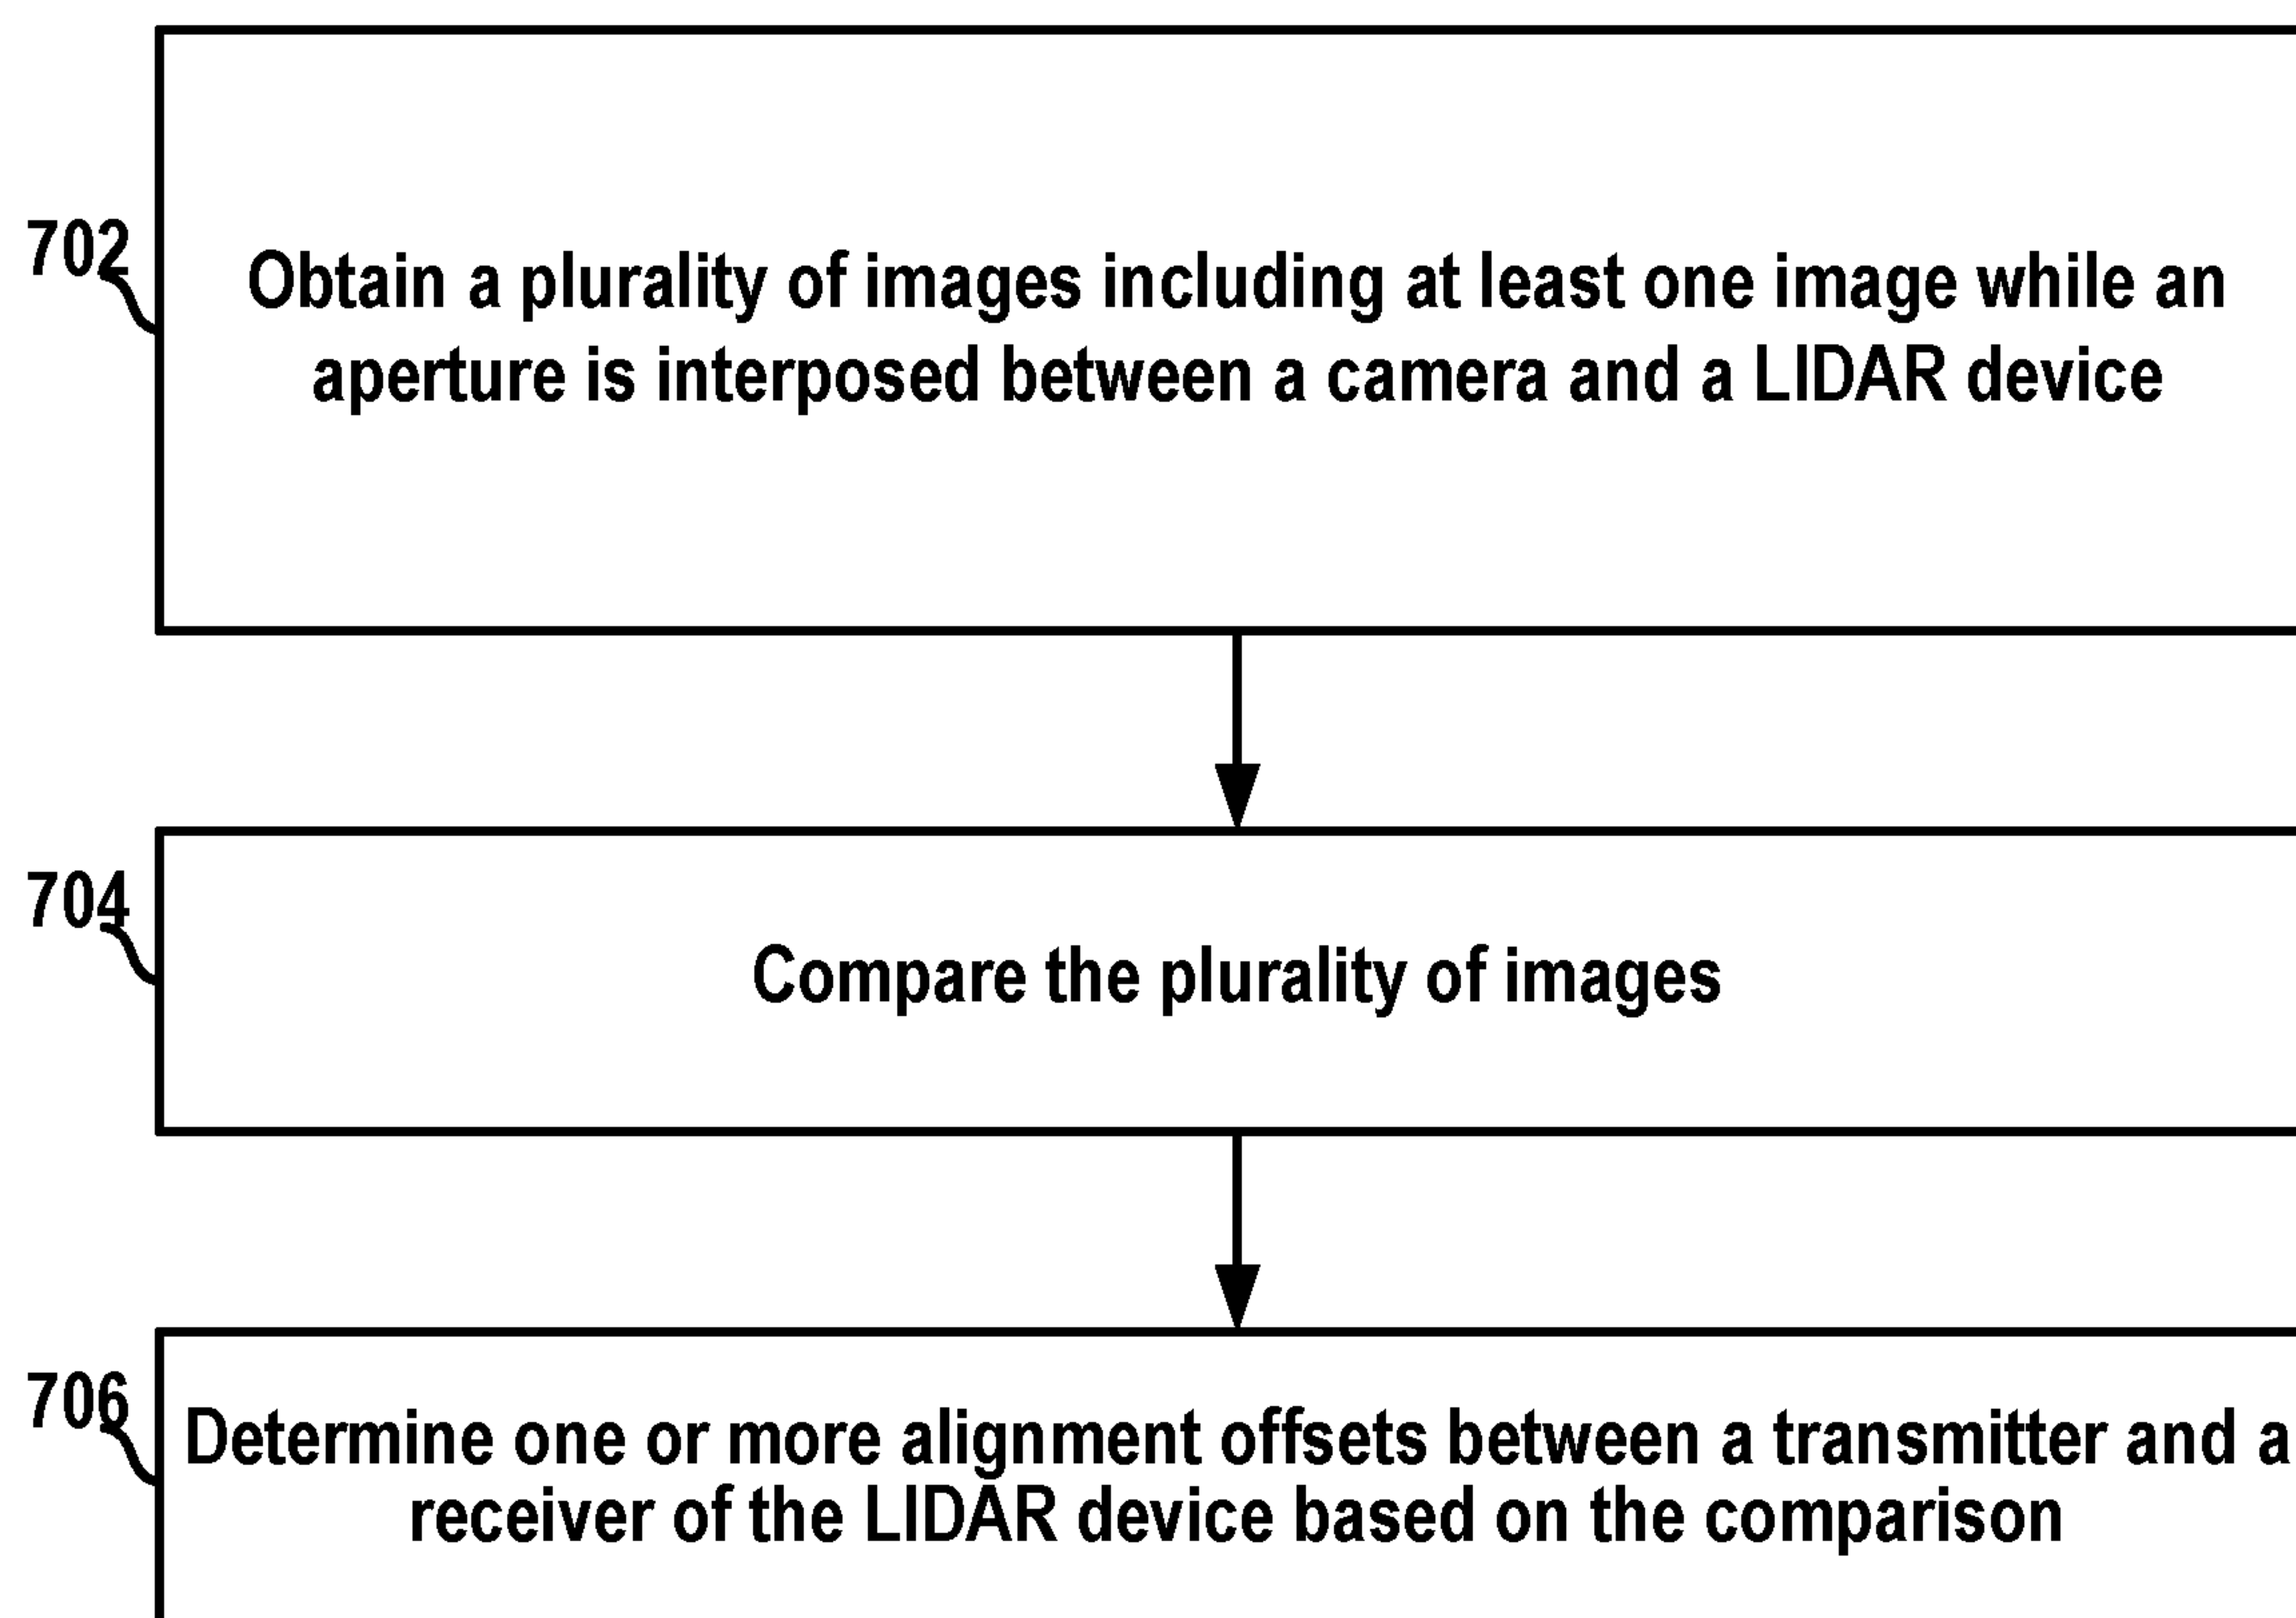 702
Obtain a plurality of images including at least one image while an
aperture is interposed between a camera and a LIDAR device
704
Compare the plurality of images
706
Determine one or more alignment offsets between a transmitter and a
receiver of the LIDAR device based on the comparison